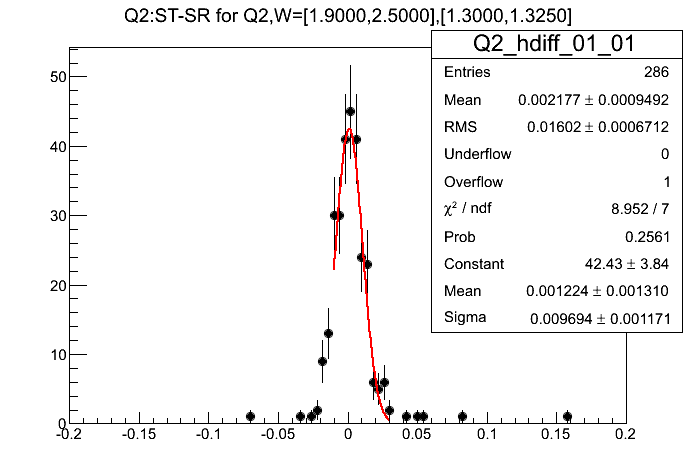 Q2:ST-SR for Q2,W=[1.9000,2.5000],[1.3000,1.3250]
Q2_hdiff_01_01
Entries 286
Mean 0.002177 ± 0.0009492
RMS 0.01602 ± 0.0006712
Underflow 0
Overflow 1
χ² / ndf 8.952 / 7
Prob 0.2561
Constant 42.43 ± 3.84
Mean 0.001224 ± 0.001310
Sigma 0.009694 ± 0.001171
50
40
30
20
10
0
-0.2 -0.15 -0.1 -0.05 0 0.05 0.1 0.15 0.2